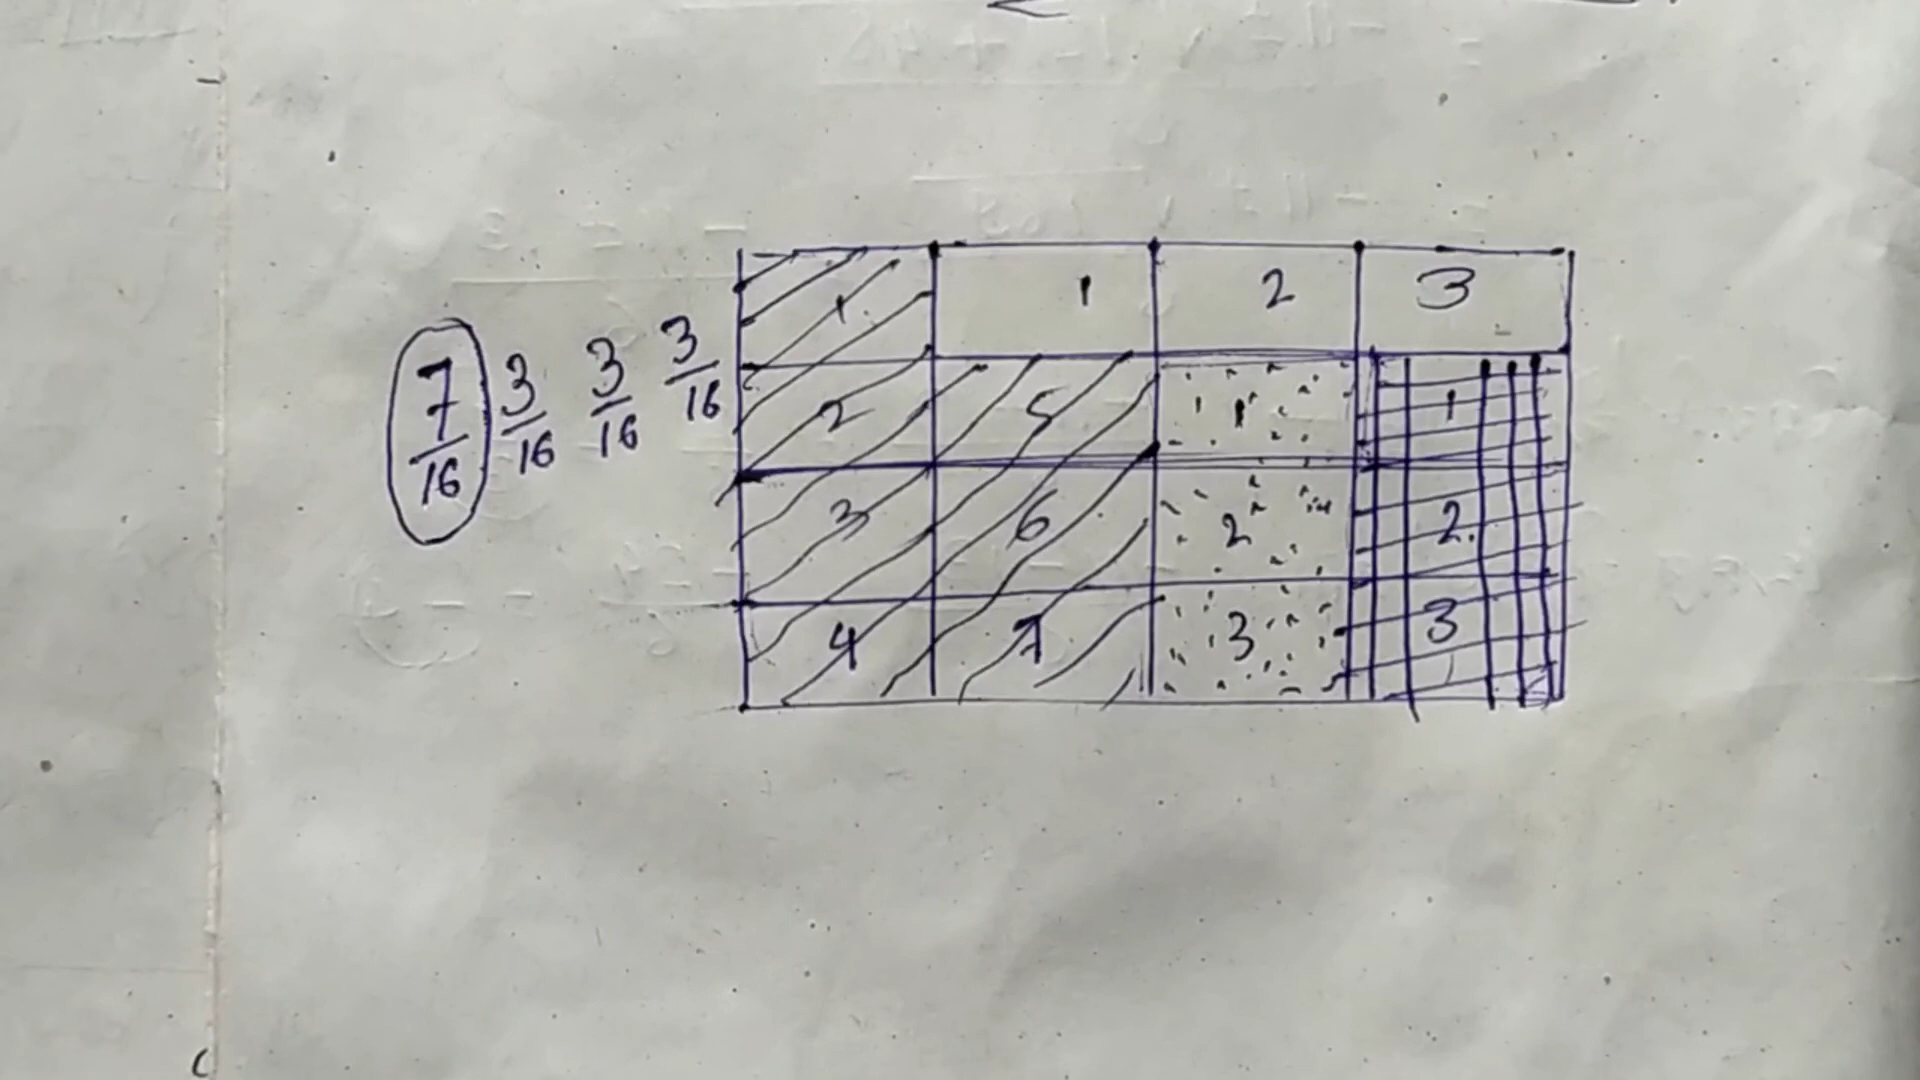 7/16 3/16 3/16 3/16
1 1 2 3
2 5 1 1
3 6 2 2.
4 7 3 3